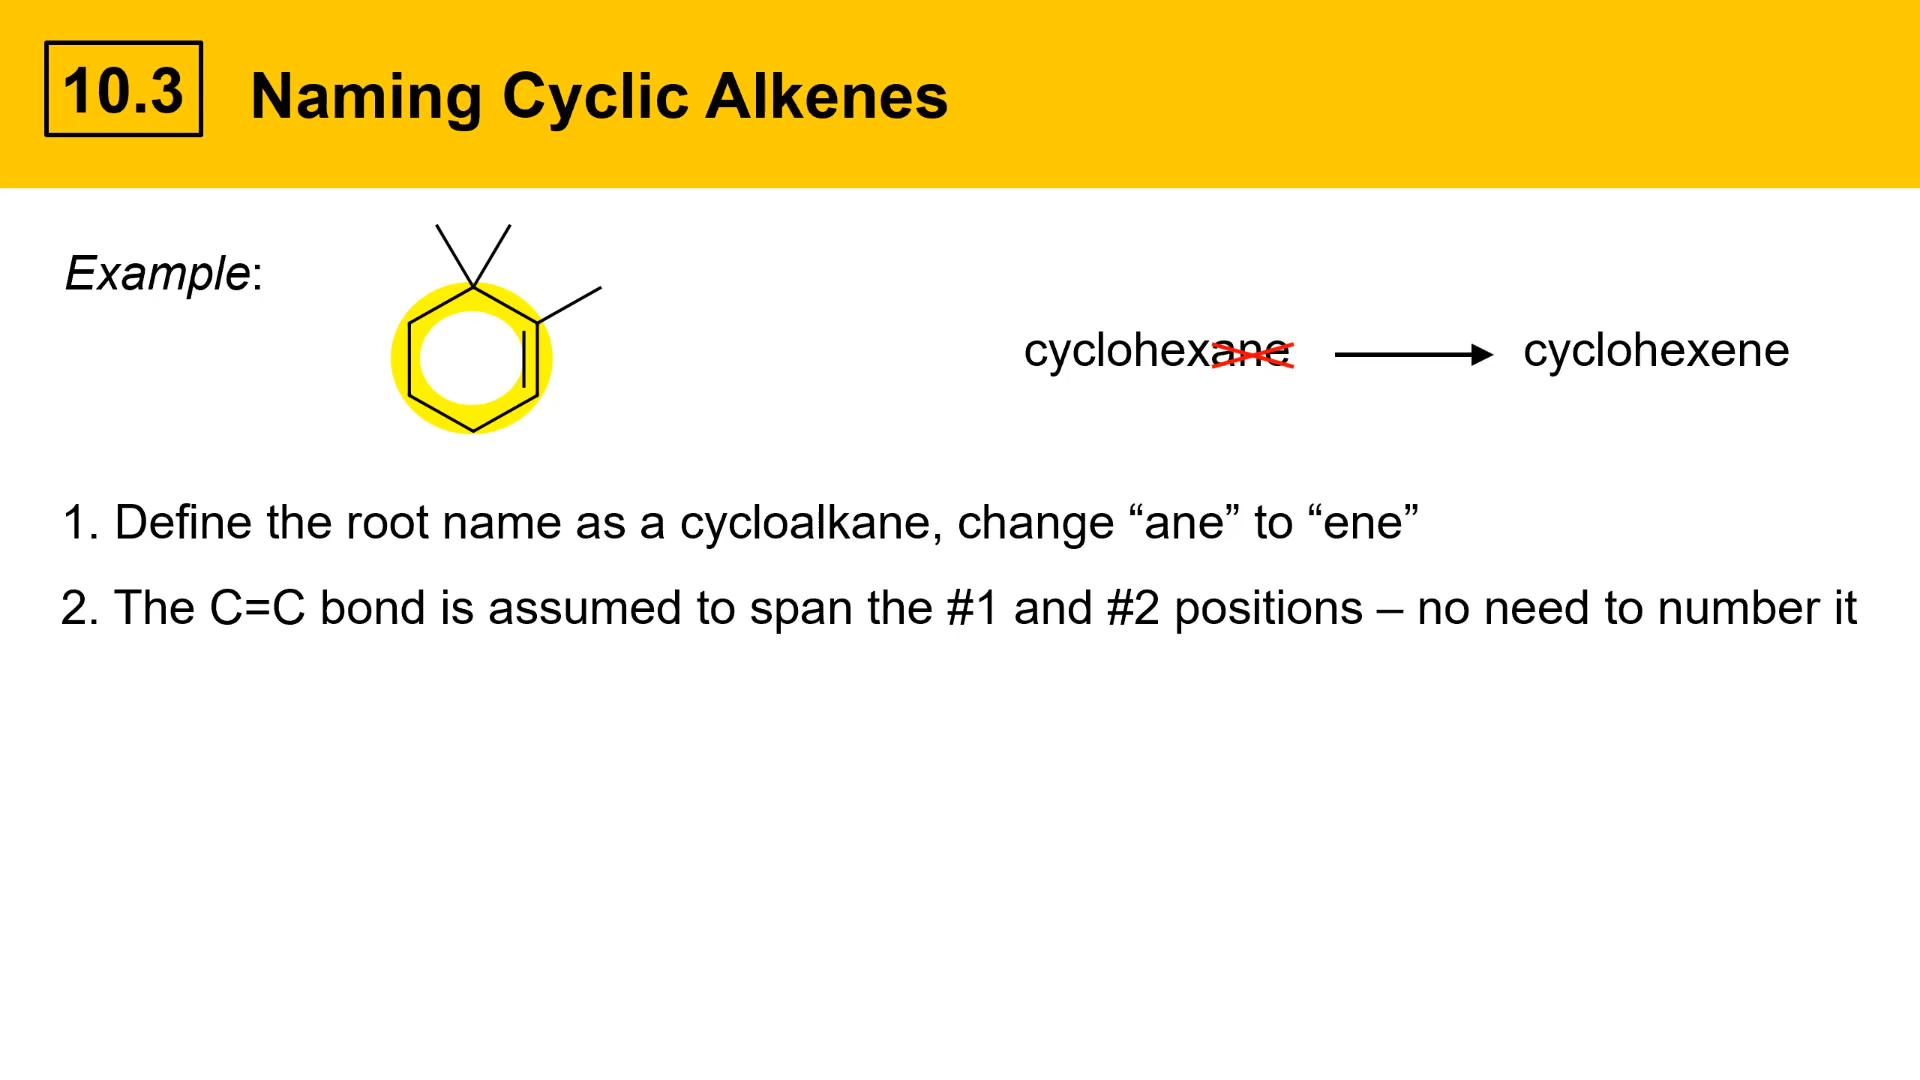 10.3 Naming Cyclic Alkenes
Example:
cyclohexane cyclohexene
1. Define the root name as a cycloalkane, change “ane” to “ene”
2. The C=C bond is assumed to span the #1 and #2 positions – no need to number it